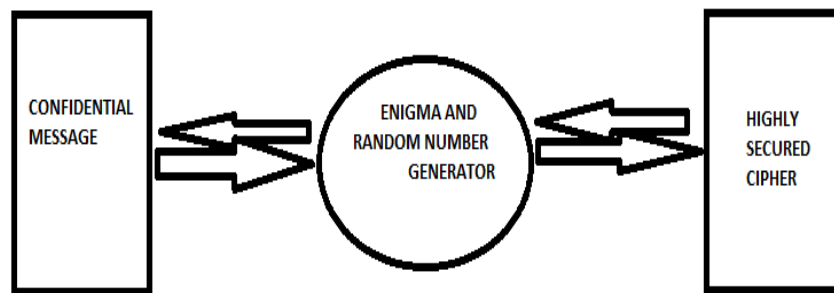 CONFIDENTIAL
MESSAGE
ENIGMA AND
RANDOM NUMBER
GENERATOR
HIGHLY
SECURED
CIPHER